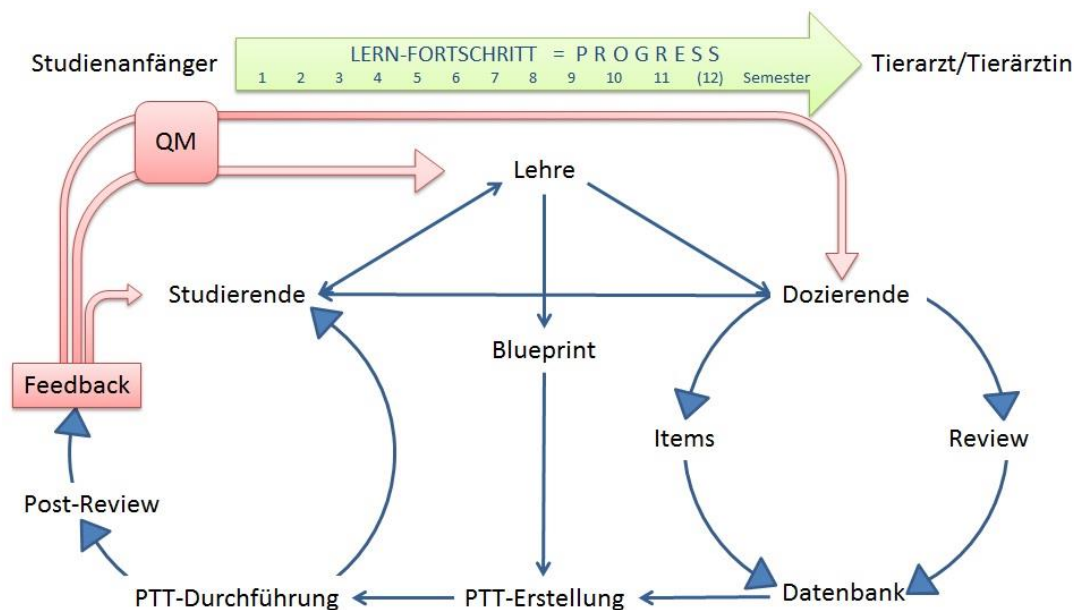 LERN-FORTSCHRITT = P R O G R E S S
Studienanfänger
Tierarzt/Tierärztin
1 2 3 4 5 6 7 8 9 10 11 (12) Semester
QM
Lehre
Studierende
Dozierende
Blueprint
Feedback
Items
Review
Post-Review
PTT-Durchführung
PTT-Erstellung
Datenbank